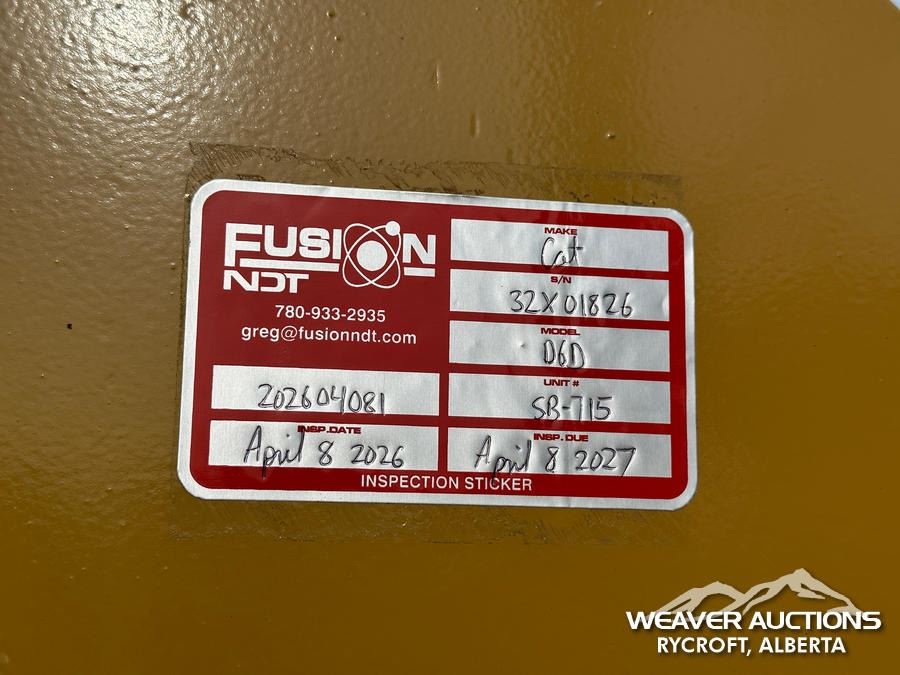 FUSION
NDT
780-933-2935
greg@fusionndt.com
202604081
INSP.DATE
April 8 2026
MAKE
Cat
S/N
32X01826
MODEL
D6D
UNIT #
SB-715
INSP. DUE
April 8 2027
INSPECTION STICKER
WEAVER AUCTIONS
RYCROFT, ALBERTA